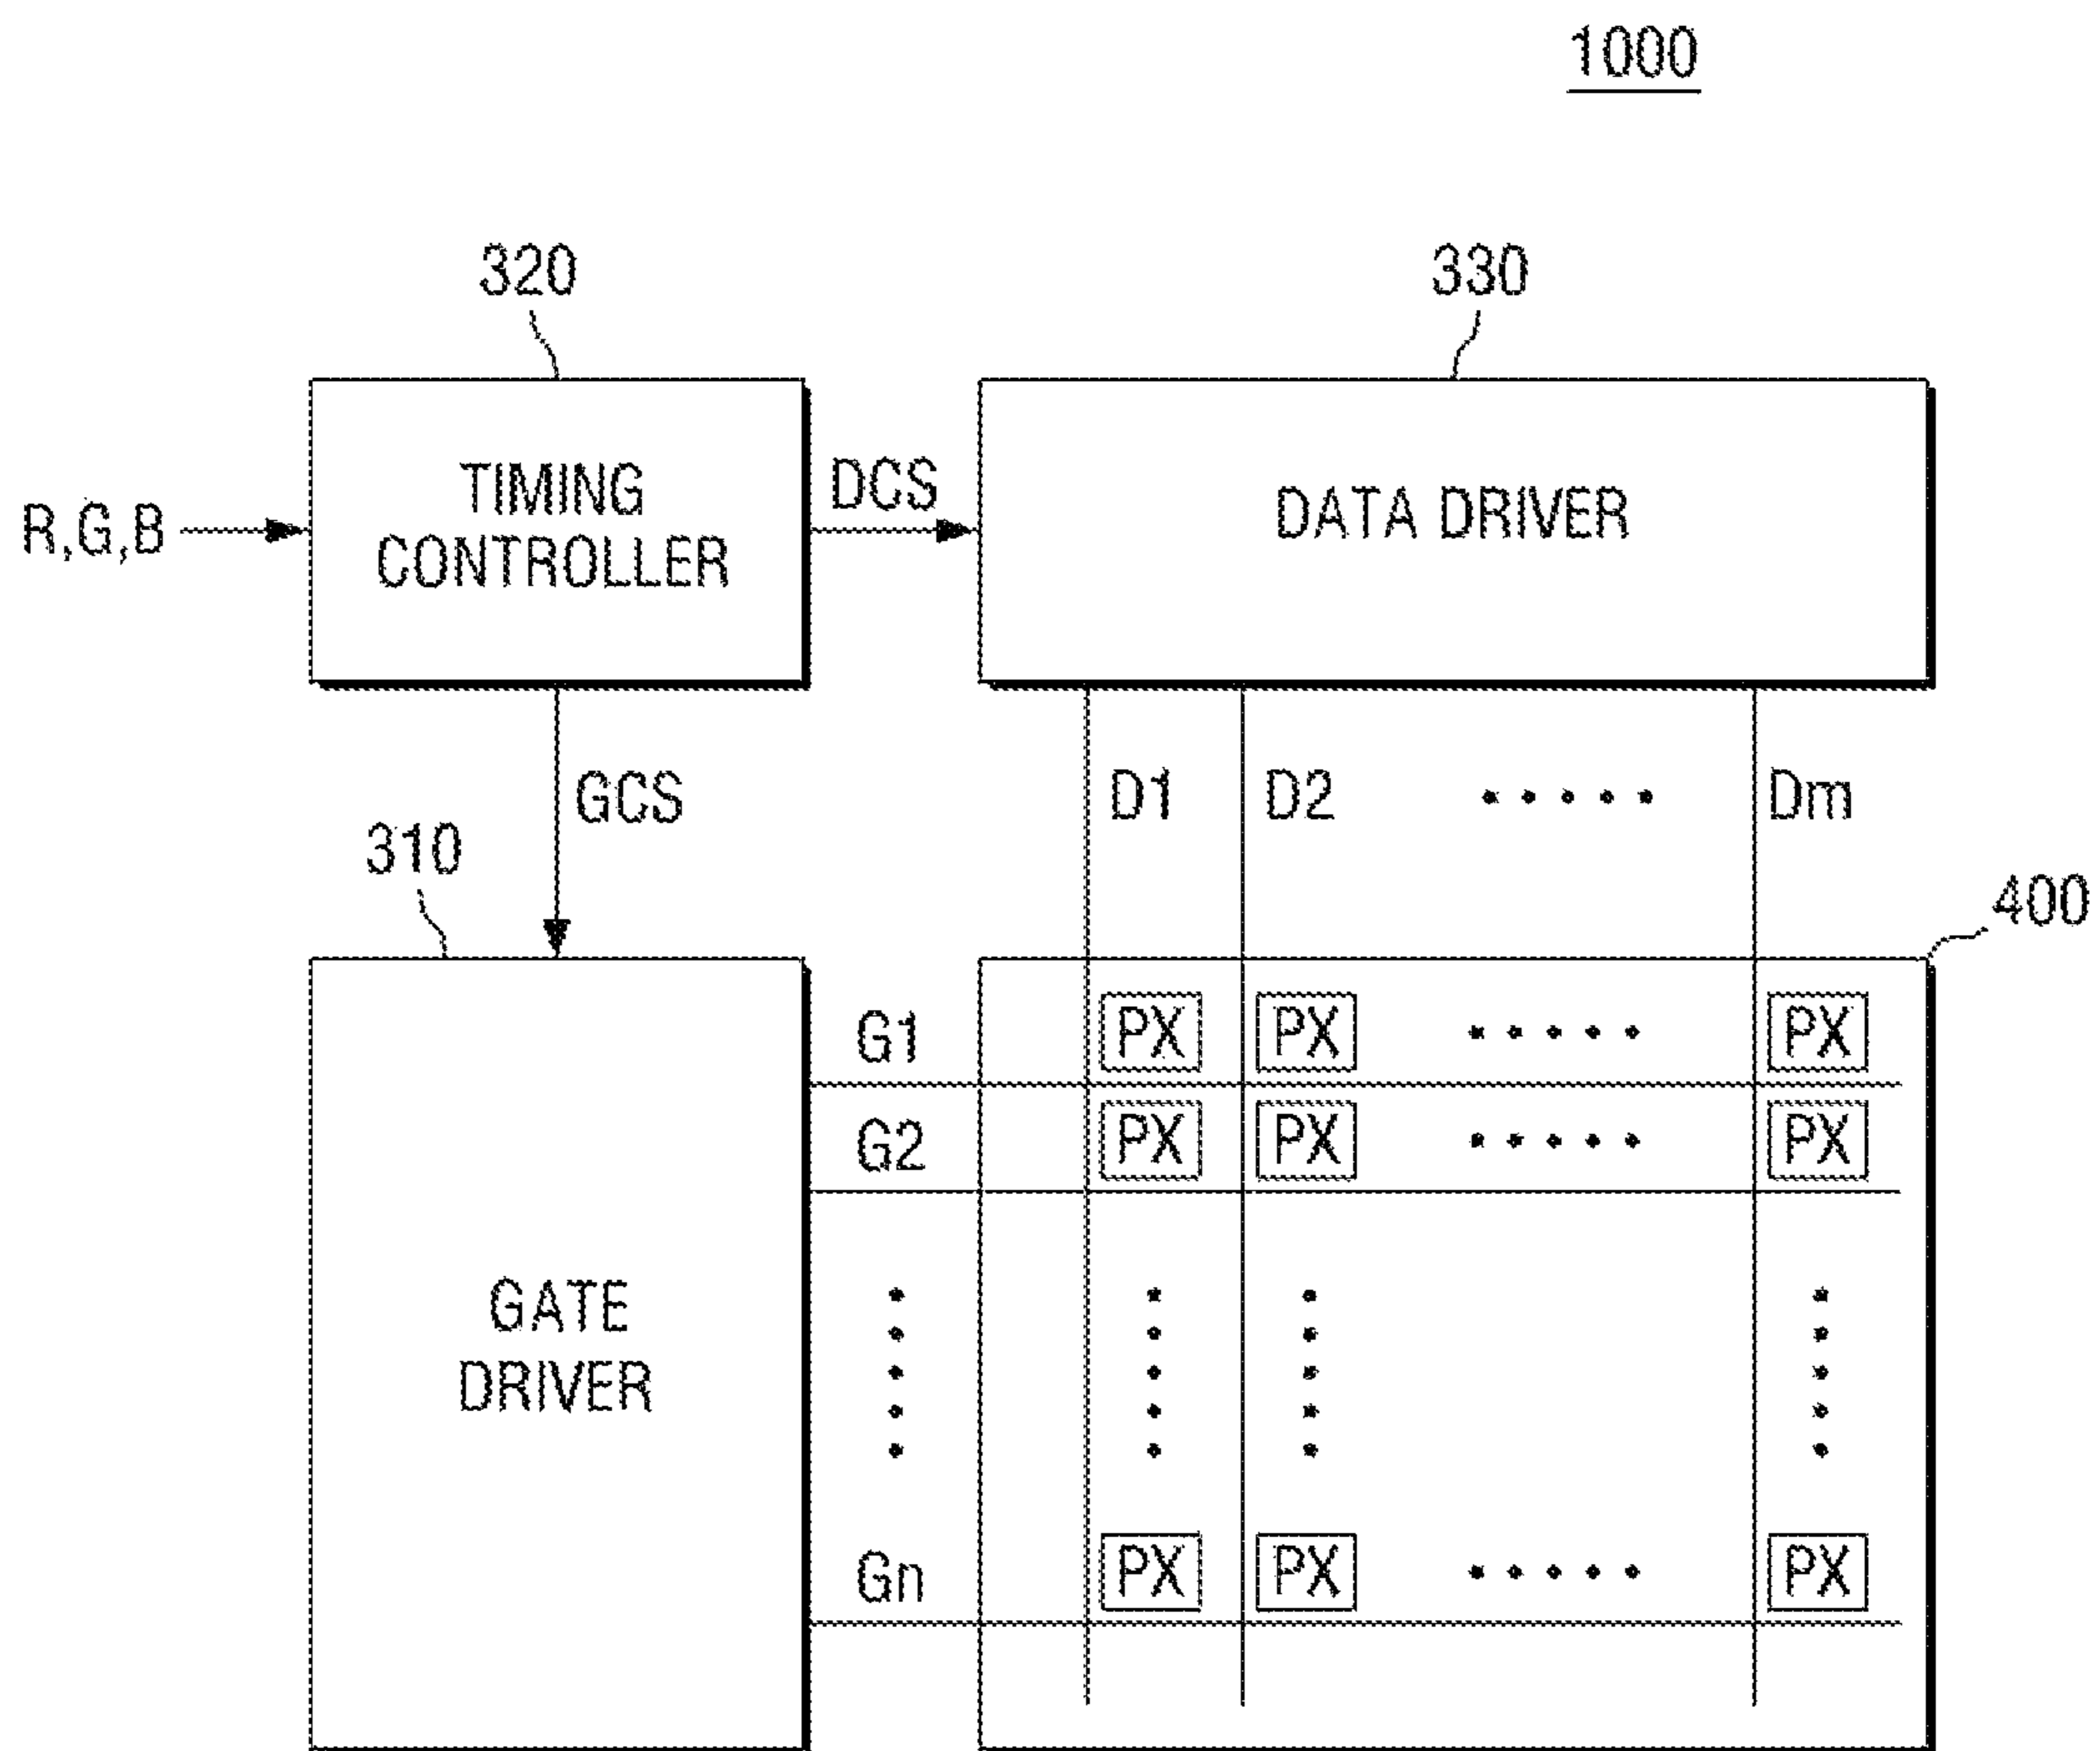 1000
320
330
R,G,B
TIMING
CONTROLLER
DCS
DATA DRIVER
GCS
D1 D2 Dm
310
400
G1 PX PX PX
G2 PX PX PX
GATE
DRIVER
Gn PX PX PX